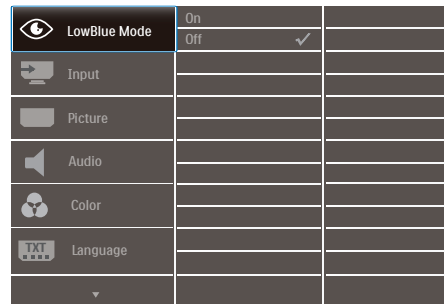 LowBlue Mode
On
Off
Input
Picture
Audio
Color
TXT
Language